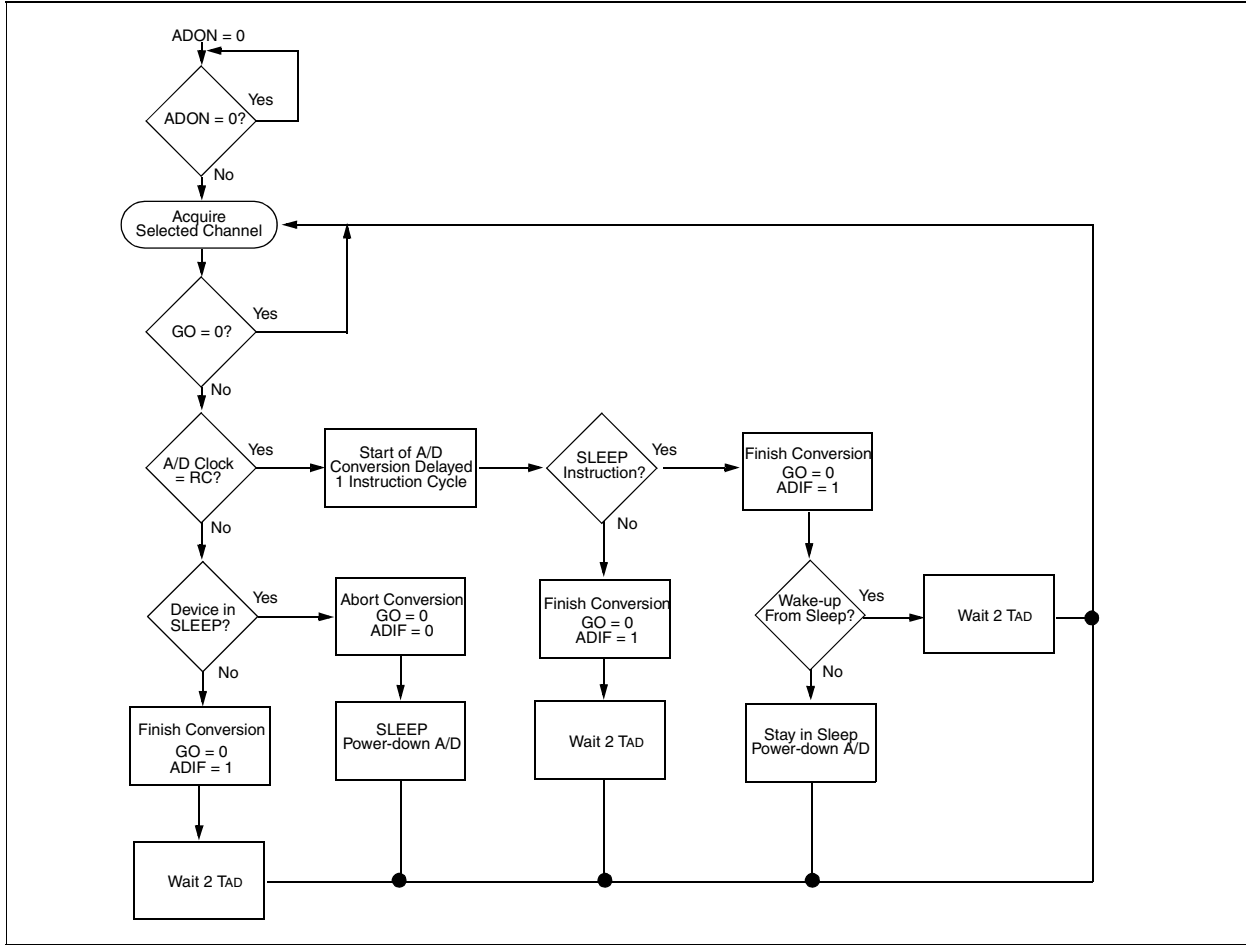 ADON = 0
Yes
ADON = 0?
No
Acquire
Selected Channel
Yes
GO = 0?
No
Yes
A/D Clock
= RC?
No
Start of A/D
Conversion Delayed
1 Instruction Cycle
SLEEP
Instruction?
Yes
No
Finish Conversion
GO = 0
ADIF = 1
Device in
SLEEP?
Yes
No
Abort Conversion
GO = 0
ADIF = 0
Finish Conversion
GO = 0
ADIF = 1
Wake-up
From Sleep?
Yes
No
Wait 2 TAD
Finish Conversion
GO = 0
ADIF = 1
SLEEP
Power-down A/D
Wait 2 TAD
Stay in Sleep
Power-down A/D
Wait 2 TAD